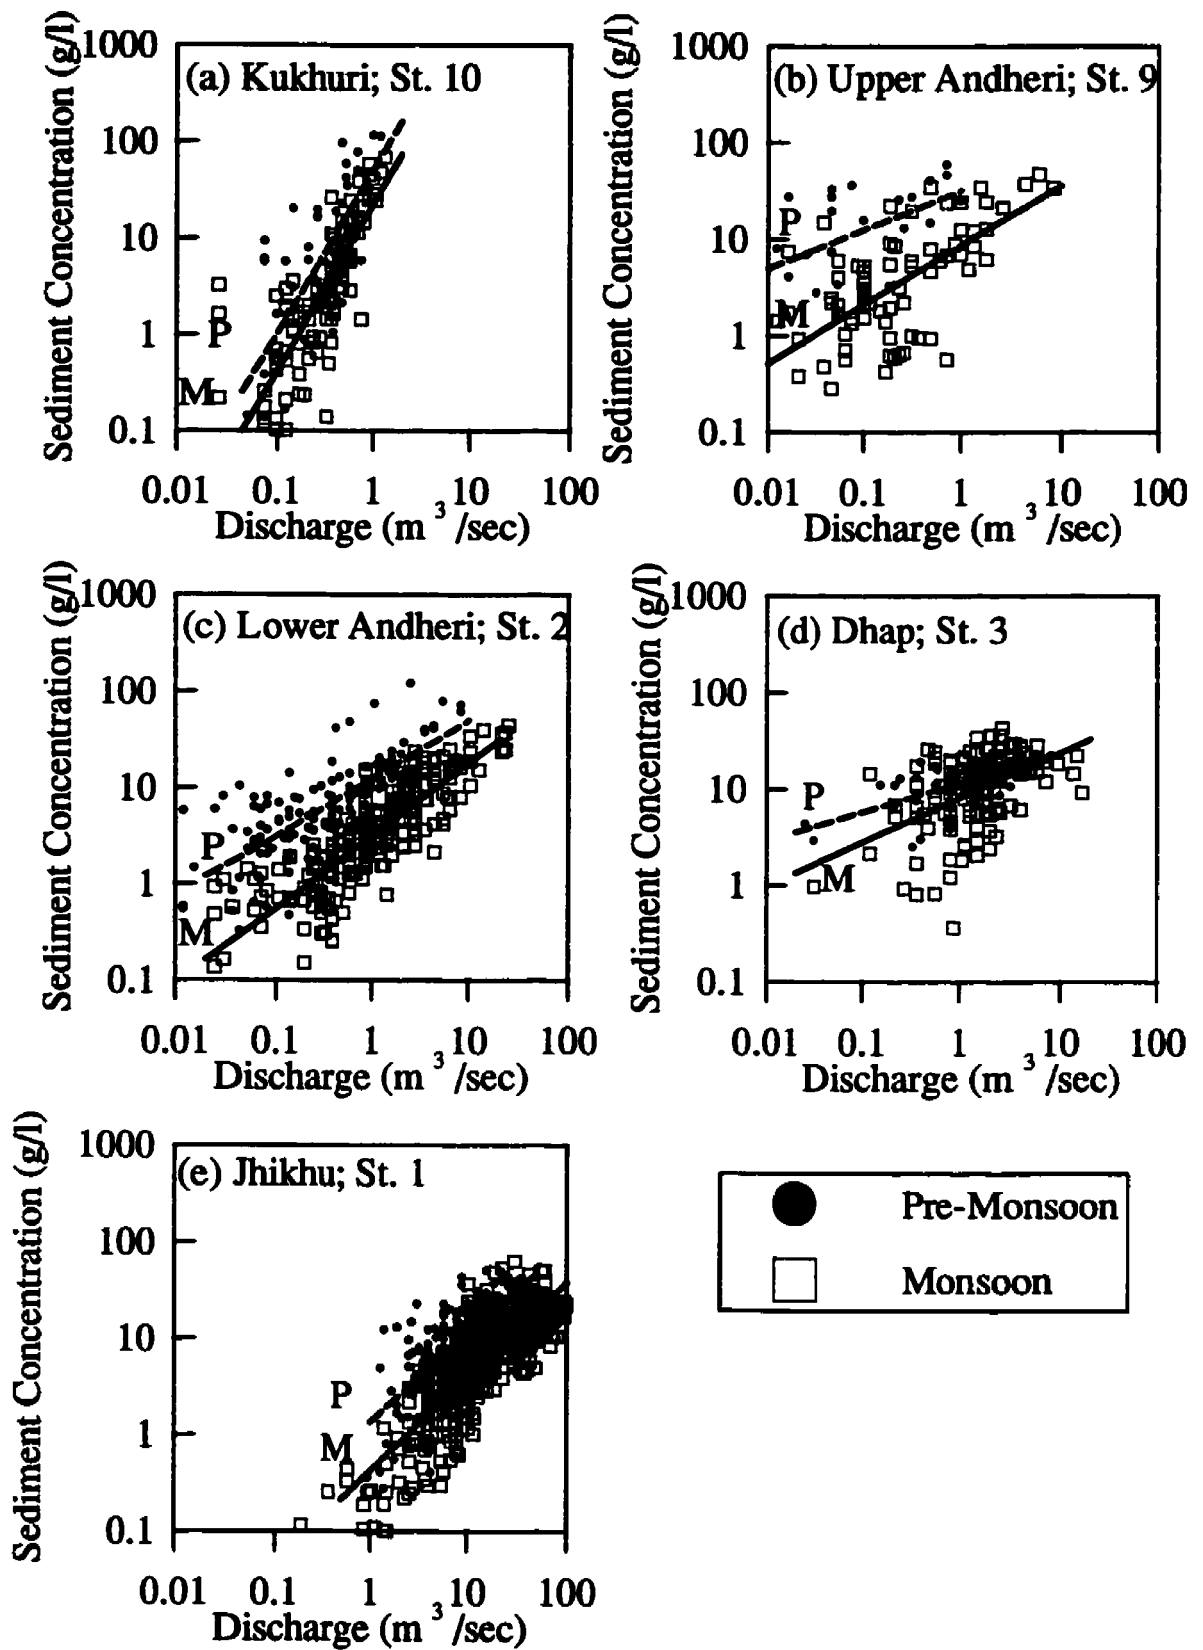 Sediment Concentration (g/l)
1000
100
10
1
0.1
(a) Kukhuri; St. 10
P
M
0.01 0.1 1 10 100
Discharge (m 3 /sec)
Sediment Concentration (g/l)
1000
100
10
1
0.1
(b) Upper Andheri; St. 9
P
M
0.01 0.1 1 10 100
Discharge (m 3 /sec)
Sediment Concentration (g/l)
1000
100
10
1
0.1
(c) Lower Andheri; St. 2
P
M
0.01 0.1 1 10 100
Discharge (m 3 /sec)
Sediment Concentration (g/l)
1000
100
10
1
0.1
(d) Dhap; St. 3
P
M
0.01 0.1 1 10 100
Discharge (m 3 /sec)
Sediment Concentration (g/l)
1000
100
10
1
0.1
(e) Jhikhu; St. 1
P
M
0.01 0.1 1 10 100
Discharge (m 3 /sec)
Pre-Monsoon
Monsoon